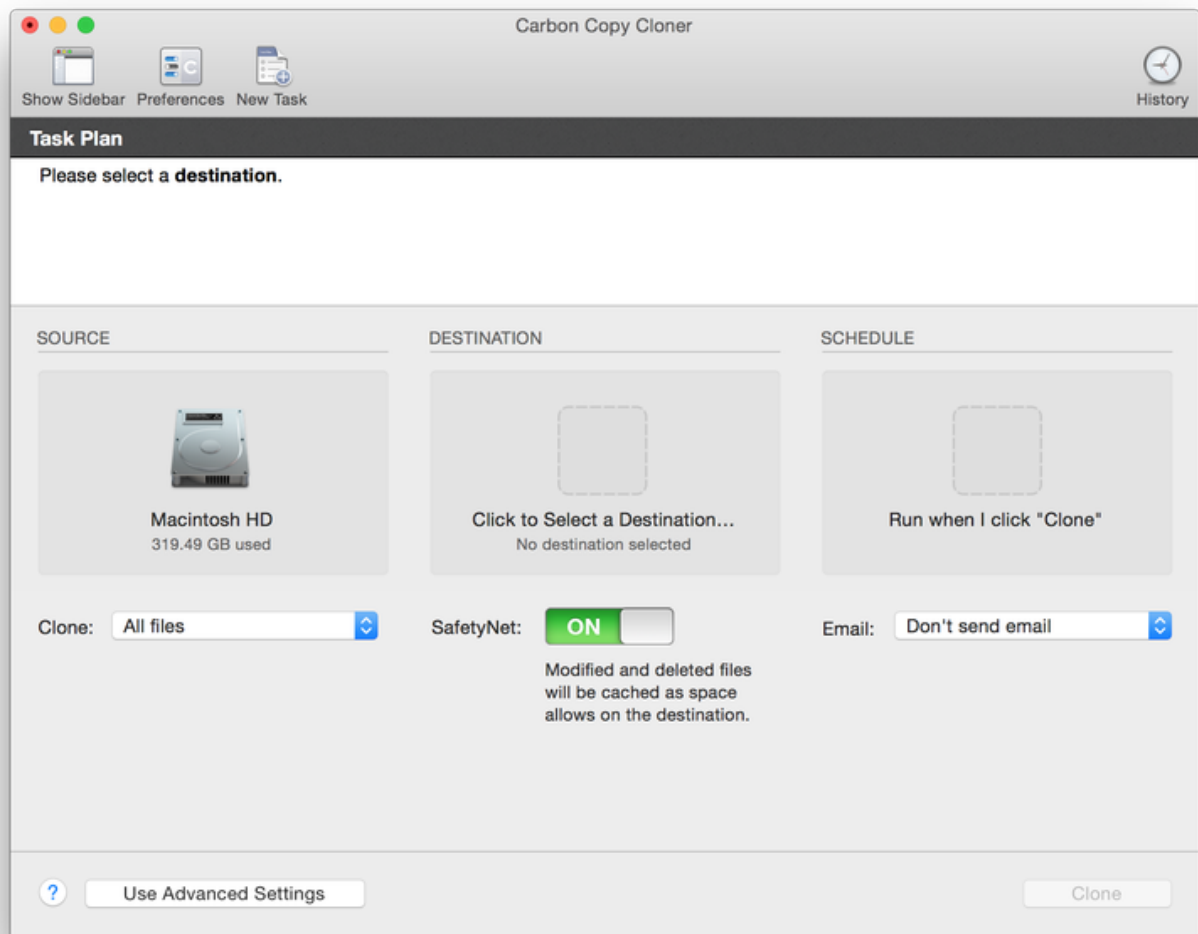 Carbon Copy Cloner
Show Sidebar Preferences New Task History
Task Plan
Please select a destination.
SOURCE DESTINATION SCHEDULE
Macintosh HD Click to Select a Destination... Run when I click "Clone"
319.49 GB used No destination selected
Clone: All files SafetyNet: ON Email: Don't send email
Modified and deleted files
will be cached as space
allows on the destination.
? Use Advanced Settings Clone